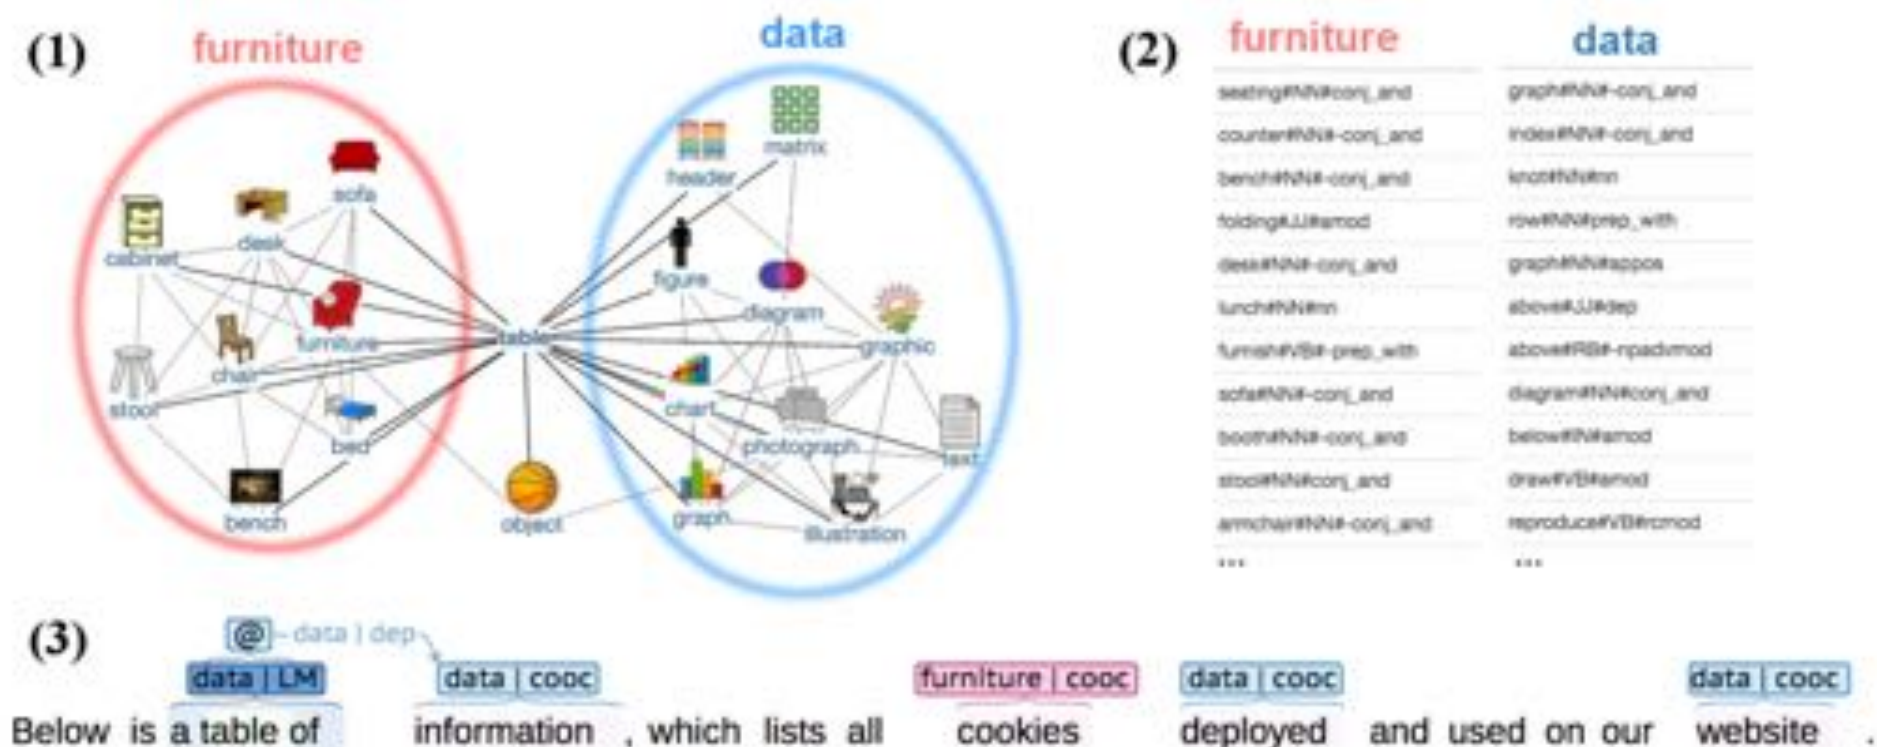 (1)
furniture
data
matrix
header
sofa
desk
cabinet
figure
diagram
furniture
table
graphic
chair
stool
chart
bed
photograph
text
bench
object
graph
illustration
(2)
furniture data
seating#NN#conj_and graph#NN#-conj_and
counter#NN#-conj_and index#NN#-conj_and
bench#NN#-conj_and knot#NN#nn
folding#JJ#amod row#NN#prep_with
desk#NN#-conj_and graph#NN#appos
lunch#NN#nn above#JJ#dep
furnish#VB#-prep_with above#RB#-npadvmod
sofa#NN#-conj_and diagram#NN#conj_and
booth#NN#-conj_and below#IN#amod
stool#NN#conj_and draw#VB#amod
armchair#NN#-conj_and reproduce#VB#rcmod
... ...
(3)
@ data | dep
data | LM data | cooc furniture | cooc data | cooc data | cooc
Below is a table of information , which lists all cookies deployed and used on our website .